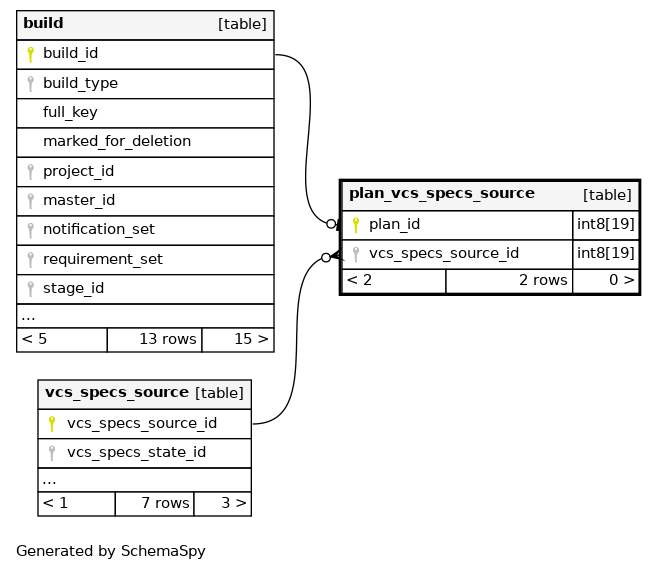 build [table]
build_id
build_type
full_key
marked_for_deletion
project_id
master_id
notification_set
requirement_set
stage_id
...
< 5 13 rows 15 >
plan_vcs_specs_source [table]
plan_id int8[19]
vcs_specs_source_id int8[19]
< 2 2 rows 0 >
vcs_specs_source [table]
vcs_specs_source_id
vcs_specs_state_id
...
< 1 7 rows 3 >
Generated by SchemaSpy